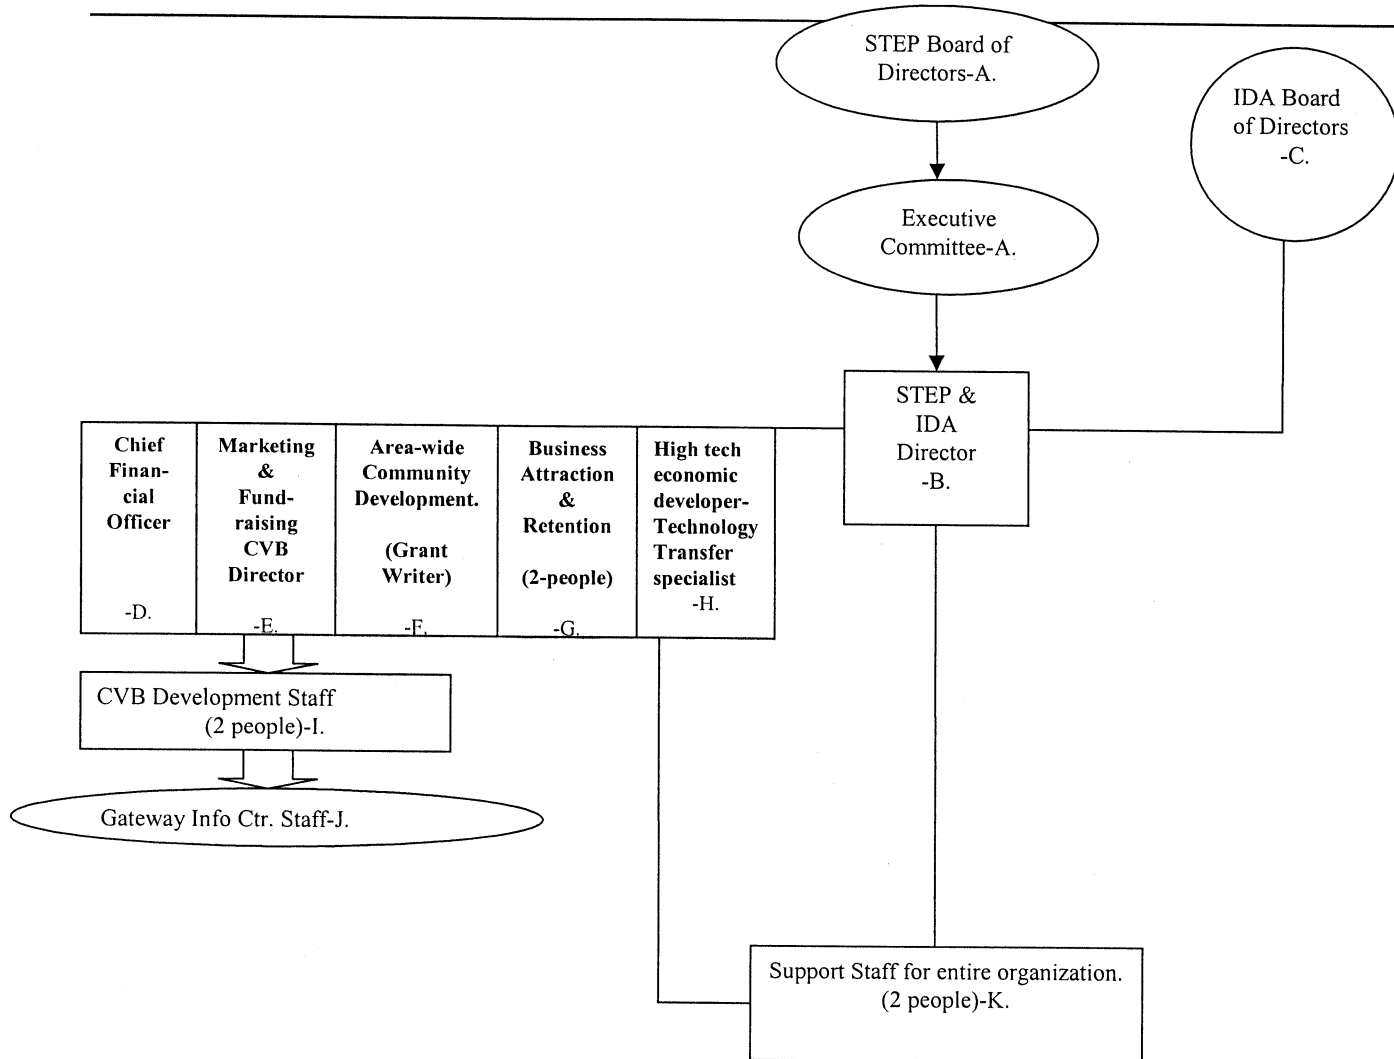 STEP Board of
Directors-A.
IDA Board
of Directors
-C.
Executive
Committee-A.
STEP &
IDA
Director
-B.
Chief
Finan-
cial
Officer
-D.
Marketing
&
Fund-
raising
CVB
Director
-E.
Area-wide
Community
Development.
(Grant
Writer)
-F.
Business
Attraction
&
Retention
(2-people)
-G.
High tech
economic
developer-
Technology
Transfer
specialist
-H.
CVB Development Staff
(2 people)-I.
Gateway Info Ctr. Staff-J.
Support Staff for entire organization.
(2 people)-K.